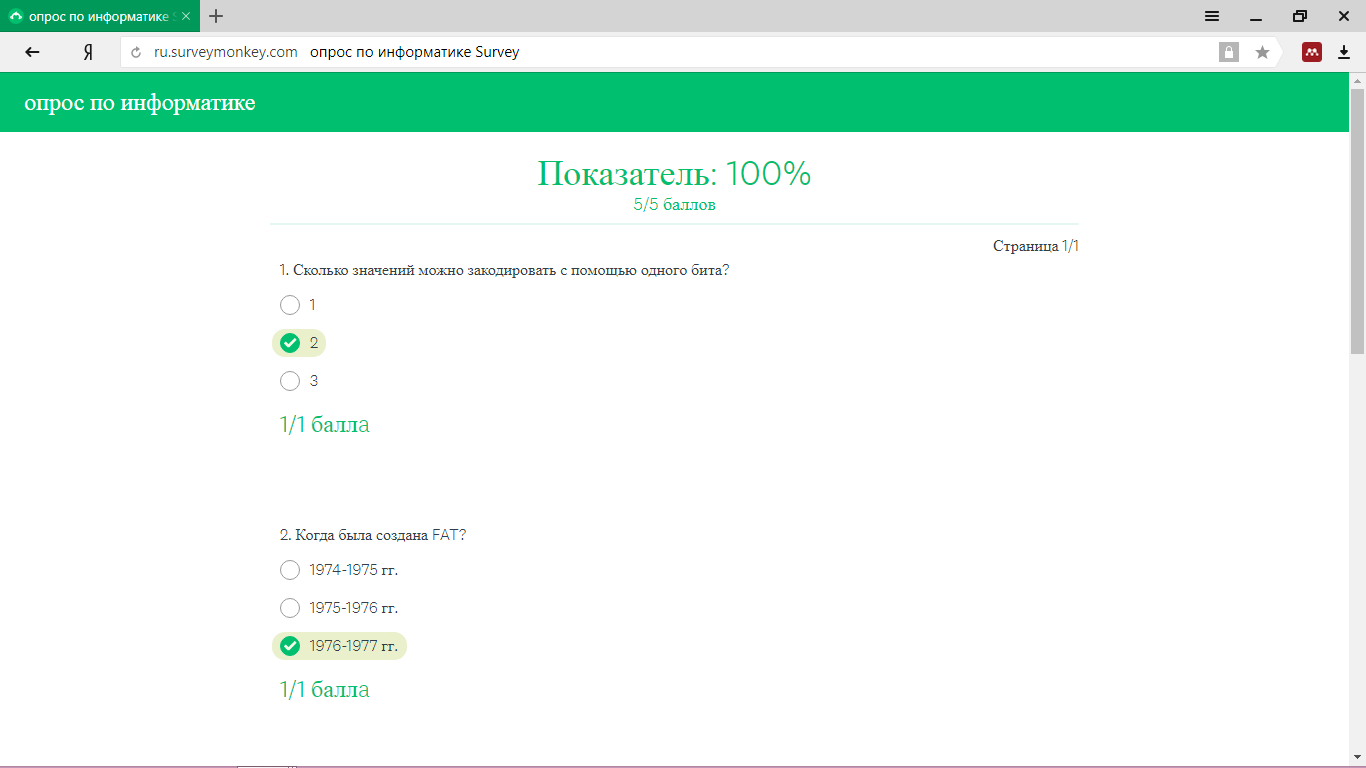 опрос по информатике S
ru.surveymonkey.com опрос по информатике Survey
опрос по информатике
Показатель: 100%
5/5 баллов
Страница 1/1
1. Сколько значений можно закодировать с помощью одного бита?
1
2
3
1/1 балла
2. Когда была создана FAT?
1974-1975 гг.
1975-1976 гг.
1976-1977 гг.
1/1 балла